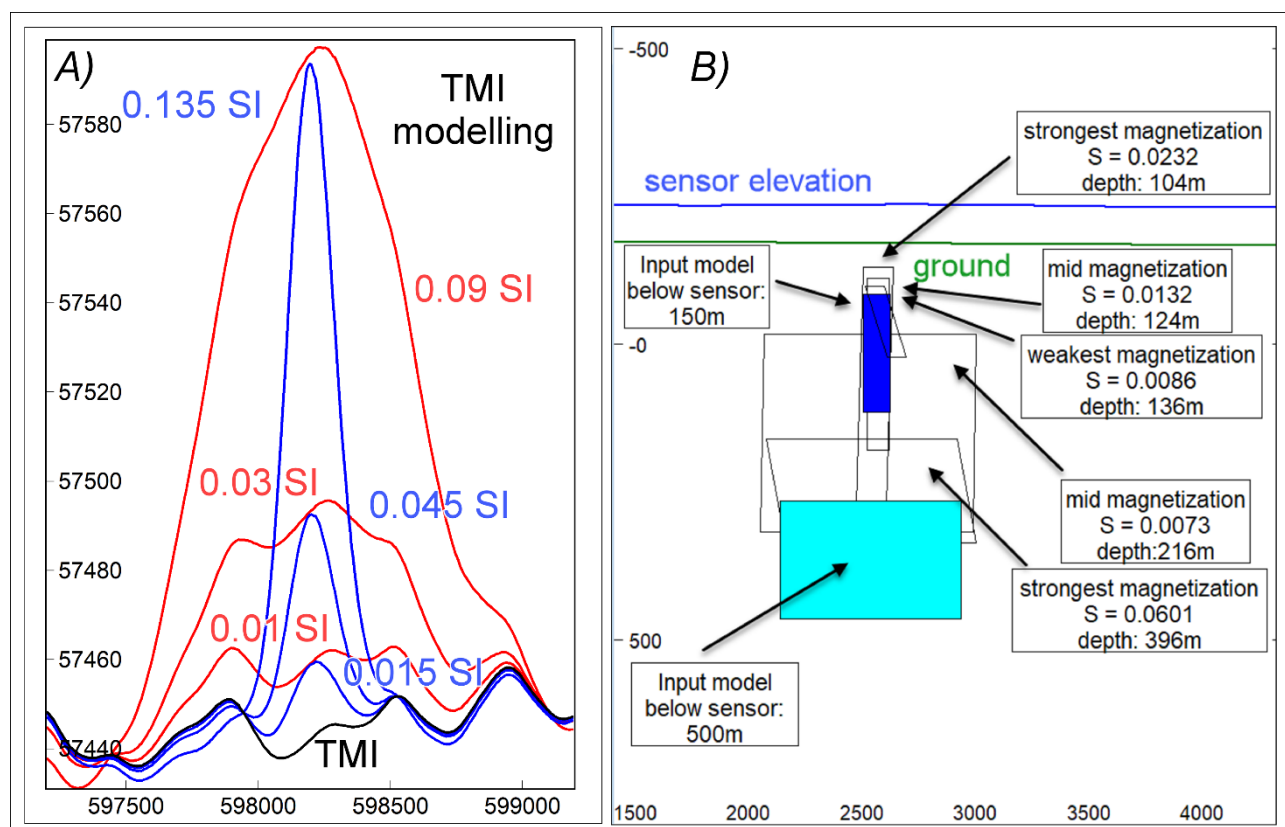 A)
TMI
modelling
0.135 SI
57580
57560
57540
57520
57500
57480
57460
57440
0.09 SI
0.03 SI
0.045 SI
0.01 SI
0.015 SI
TMI
597500 598000 598500 599000
B)
-500
-0
500
strongest magnetization
S = 0.0232
depth: 104m
sensor elevation
ground
Input model
below sensor:
150m
mid magnetization
S = 0.0132
depth: 124m
weakest magnetization
S = 0.0086
depth: 136m
mid magnetization
S = 0.0073
depth:216m
strongest magnetization
S = 0.0601
depth: 396m
Input model
below sensor:
500m
1500 2000 2500 3000 3500 4000